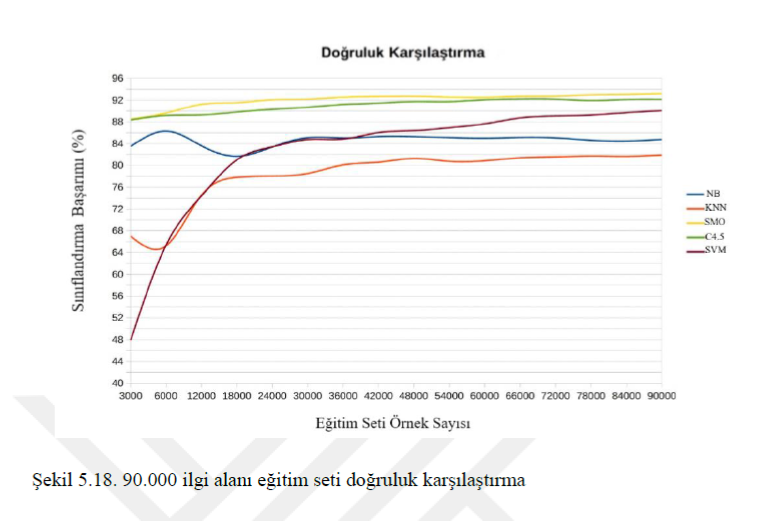 Doğruluk Karşılaştırma
Sınıflandırma Başarımı (%)
96
92
88
84
80
76
72
68
64
60
56
52
48
44
40
3000 6000 12000 18000 24000 30000 36000 42000 48000 54000 60000 66000 72000 78000 84000 90000
NB
KNN
SMO
C4.5
SVM
Eğitim Seti Örnek Sayısı
Şekil 5.18. 90.000 ilgi alanı eğitim seti doğruluk karşılaştırma